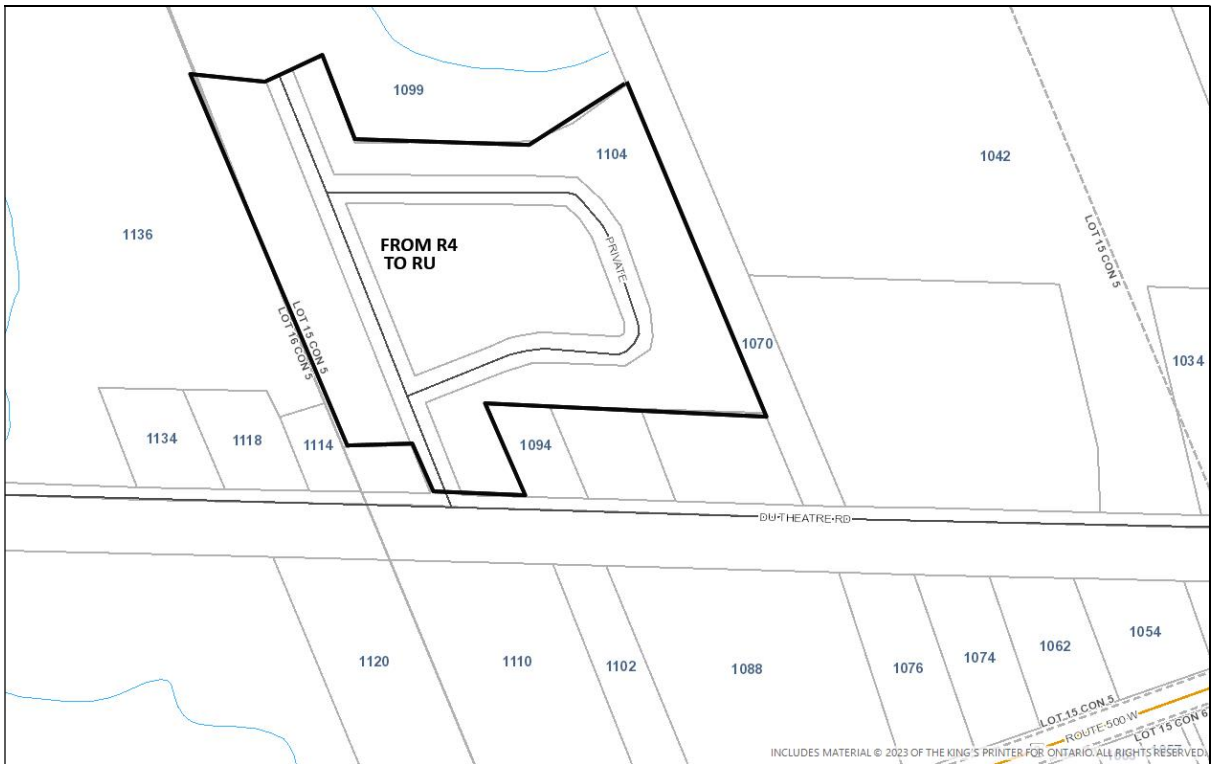 1099
1104
1042
1136
FROM R4
TO RU
PRIVATE
LOT 15 CON 5
LOT 15 CON 5
LOT 16 CON 5
1070
1034
1134
1118
1114
1094
DU THEATRE RD
1120
1110
1102
1088
1076
1074
1062
1054
LOT 15 CON 5
ROUTE 500 W
LOT 15 CON 6
INCLUDES MATERIAL © 2023 OF THE KING'S PRINTER FOR ONTARIO. ALL RIGHTS RESERVED.